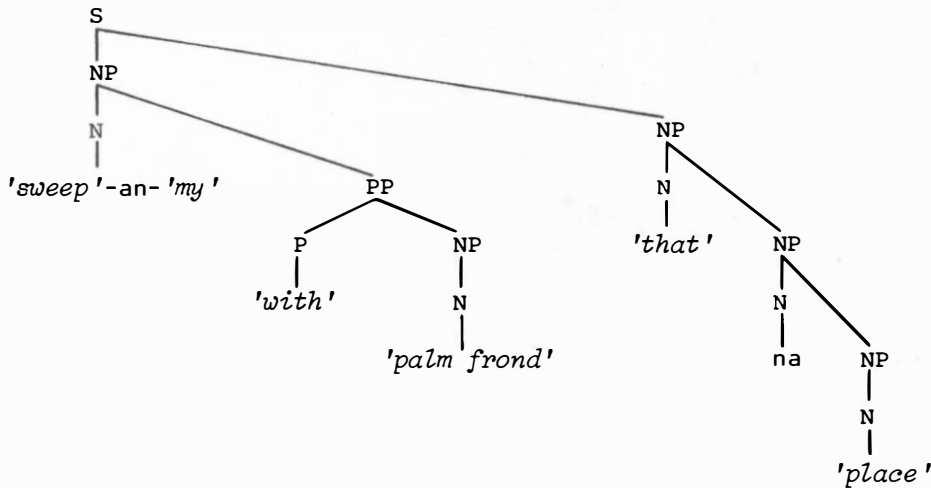 S
NP
N
NP
'sweep'-an-'my'
PP
N
P
NP
'that'
NP
'with'
N
N
'palm frond'
na
NP
N
'place'